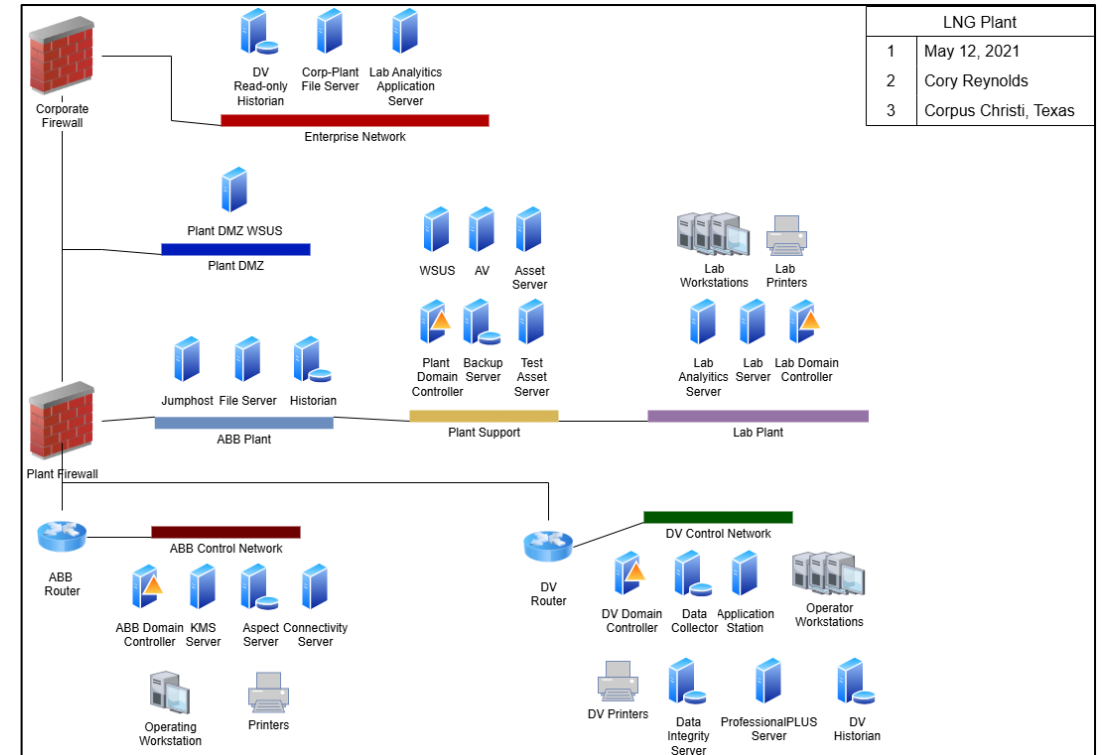 LNG Plant
1 May 12, 2021
2 Cory Reynolds
3 Corpus Christi, Texas
Corporate
Firewall
DV
Read-only
Historian
Corp-Plant
File Server
Lab Analyitics
Application
Server
Enterprise Network
Plant DMZ WSUS
Plant DMZ
WSUS
AV
Asset
Server
Lab
Workstations
Lab
Printers
Plant
Domain
Controller
Backup
Server
Test
Asset
Server
Lab
Analyitics
Server
Lab
Server
Lab Domain
Controller
Jumphost
File Server
Historian
ABB Plant
Plant Support
Lab Plant
Plant Firewall
ABB
Router
ABB Control Network
ABB Domain
Controller
KMS
Server
Aspect
Server
Connectivity
Server
Operating
Workstation
Printers
DV
Router
DV Control Network
DV Domain
Controller
Data
Collector
Application
Station
Operator
Workstations
DV Printers
Data
Integrity
Server
ProfessionalPLUS
Server
DV
Historian